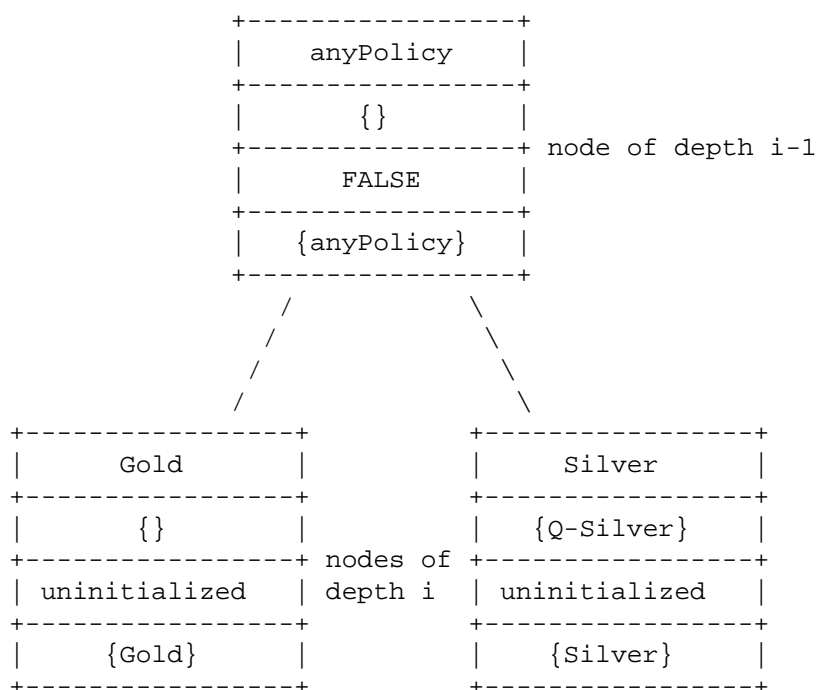 anyPolicy
{}
node of depth i-1
FALSE
{anyPolicy}
Gold Silver
{} {Q-Silver}
nodes of
uninitialized depth i uninitialized
{Gold} {Silver}